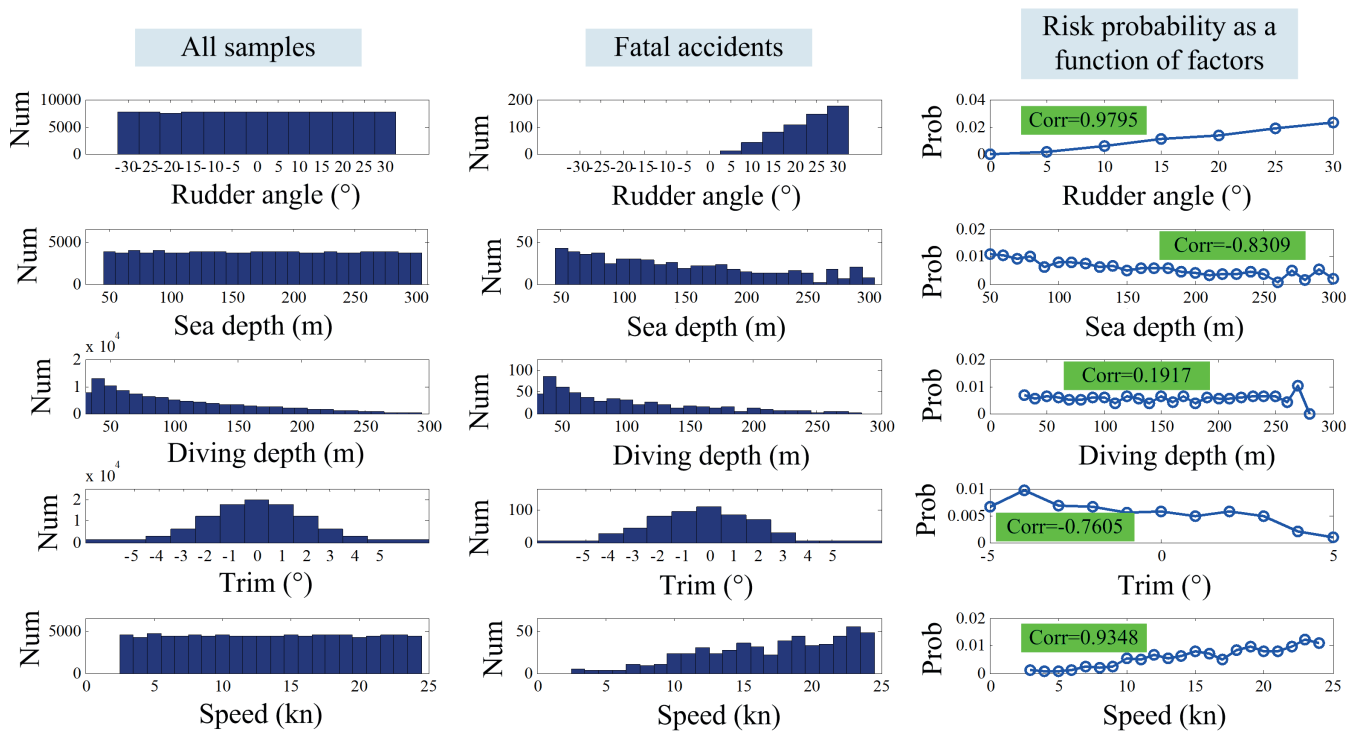 All samples
Fatal accidents
Risk probability as a
function of factors
Num
10000
5000
0
-30 -25 -20 -15 -10 -5 0 5 10 15 20 25 30
Rudder angle (°)
Num
200
100
0
-30 -25 -20 -15 -10 -5 0 5 10 15 20 25 30
Rudder angle (°)
Prob
0.04
0.02
0
Corr=0.9795
0 5 10 15 20 25 30
Rudder angle (°)
Num
5000
0
50 100 150 200 250 300
Sea depth (m)
Num
50
0
50 100 150 200 250 300
Sea depth (m)
Prob
0.02
0.01
0
Corr=-0.8309
50 100 150 200 250 300
Sea depth (m)
Num
x 10⁴
2
1
0
50 100 150 200 250 300
Diving depth (m)
Num
100
50
0
50 100 150 200 250 300
Diving depth (m)
Prob
0.02
0.01
0
Corr=0.1917
0 50 100 150 200 250 300
Diving depth (m)
Num
x 10⁴
2
1
0
-5 -4 -3 -2 -1 0 1 2 3 4 5
Trim (°)
Num
100
0
-5 -4 -3 -2 -1 0 1 2 3 4 5
Trim (°)
Prob
0.01
0.005
0
Corr=-0.7605
-5 0 5
Trim (°)
Num
5000
0
0 5 10 15 20 25
Speed (kn)
Num
50
0
0 5 10 15 20 25
Speed (kn)
Prob
0.02
0.01
0
Corr=0.9348
0 5 10 15 20 25
Speed (kn)